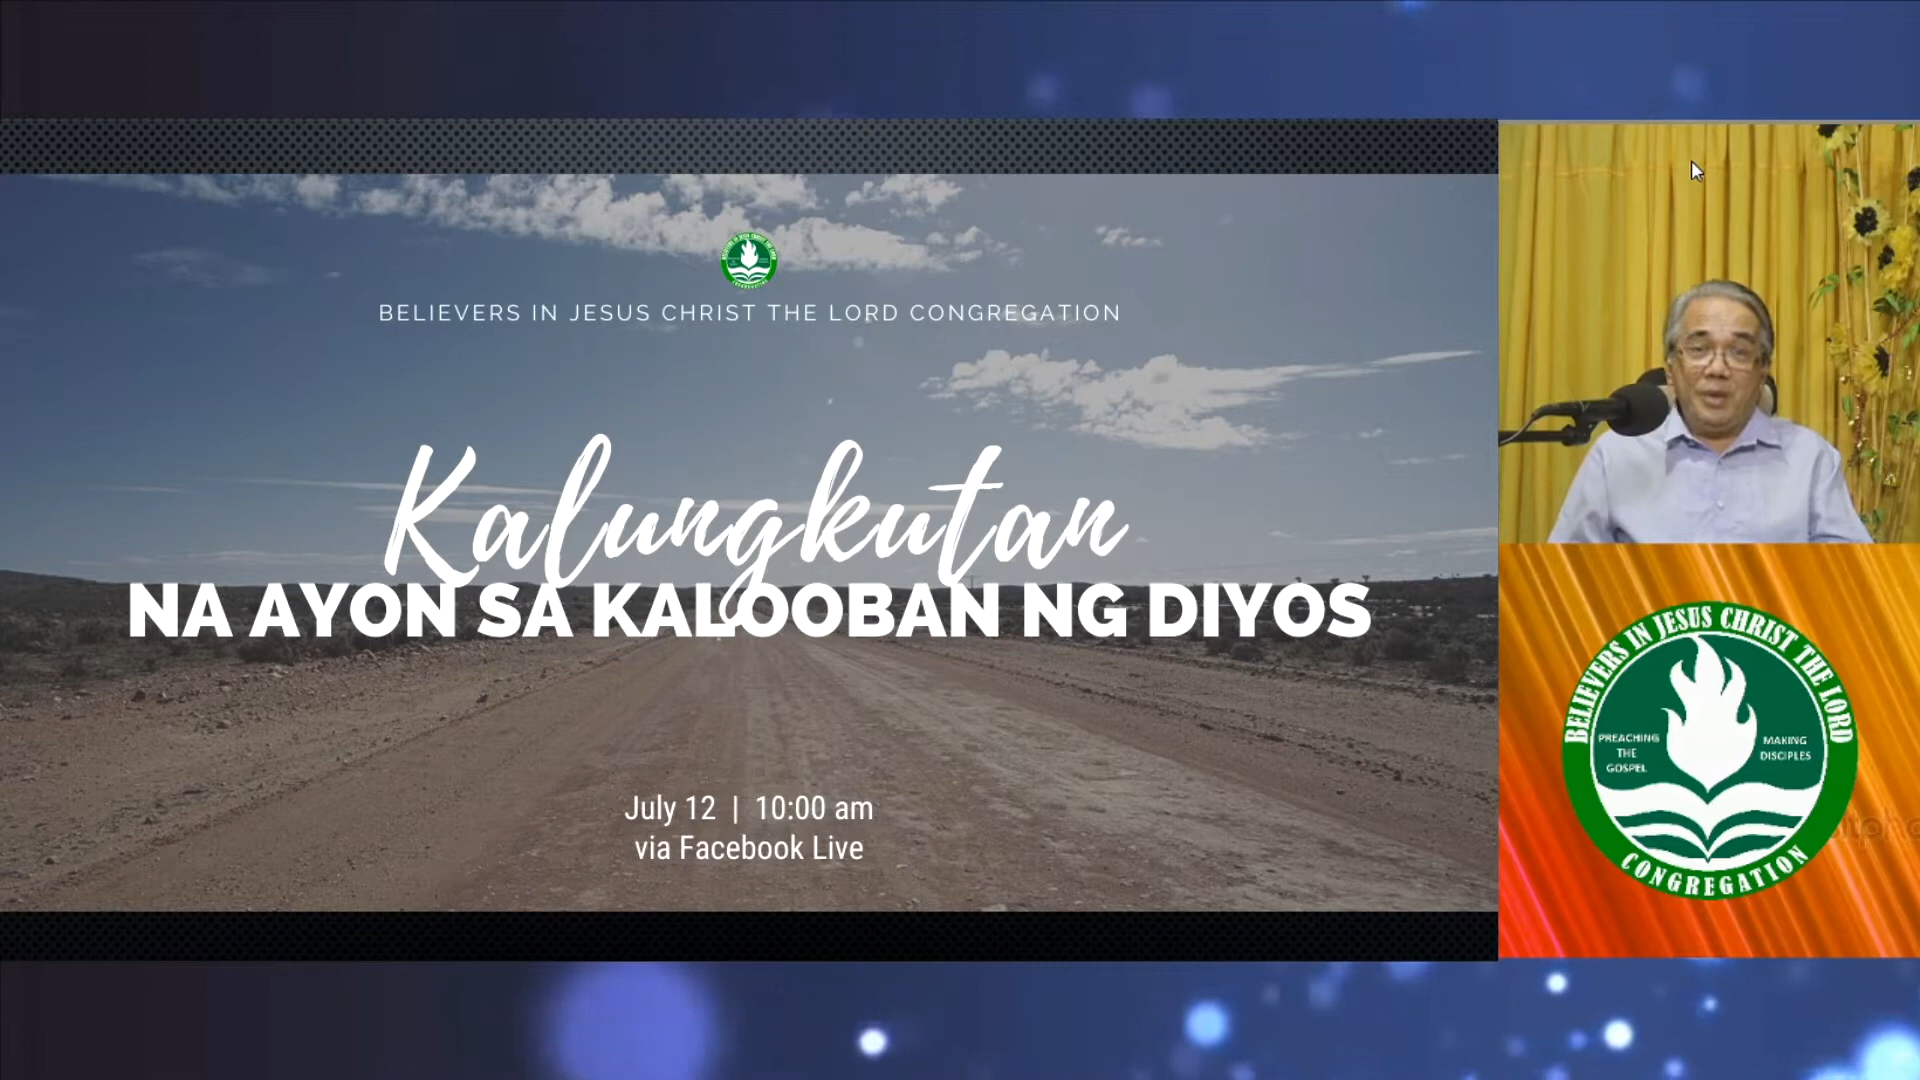 BELIEVERS IN JESUS CHRIST THE LORD CONGREGATION
Kalungkutan
NA AYON SA KALOOBAN NG DIYOS
July 12 | 10:00 am
via Facebook Live
BELIEVERS IN JESUS CHRIST THE LORD
PREACHING
THE
GOSPEL
MAKING
DISCIPLES
CONGREGATION